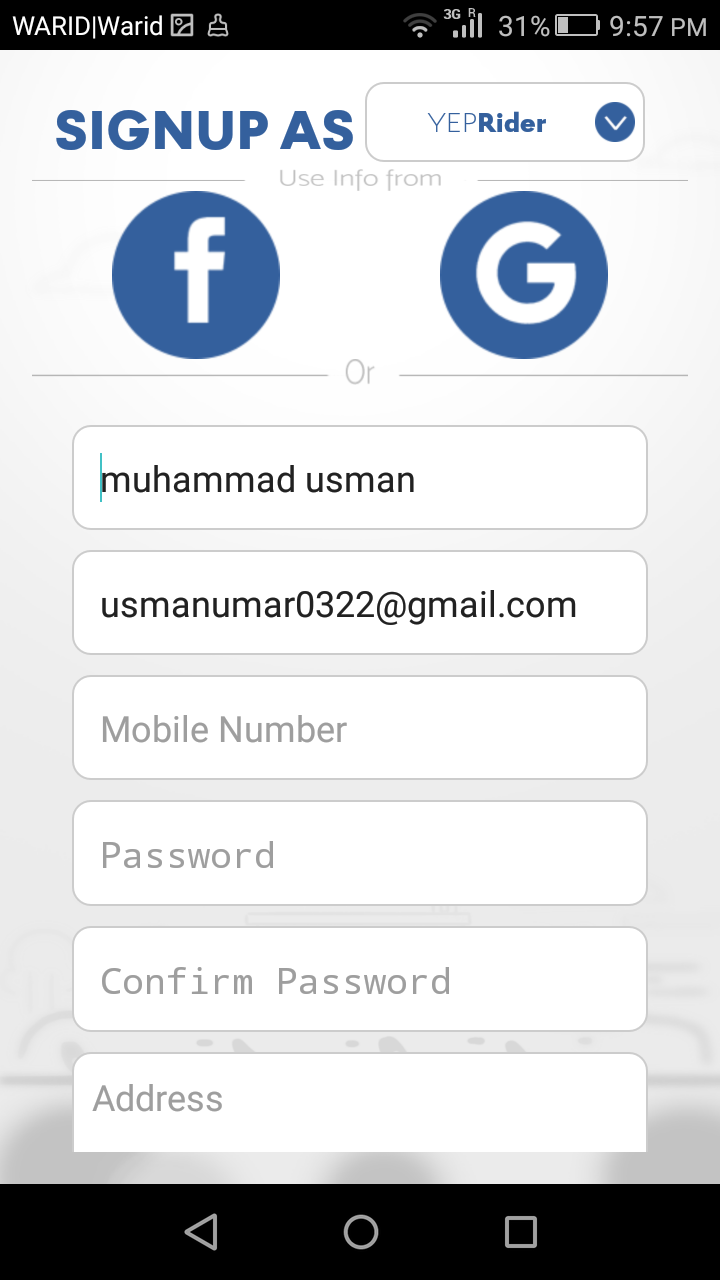 WARID|Warid 3G R 31% 9:57 PM
SIGNUP AS YEPRider
Use Info from
f G
Or
muhammad usman
usmanumar0322@gmail.com
Mobile Number
Password
Confirm Password
Address